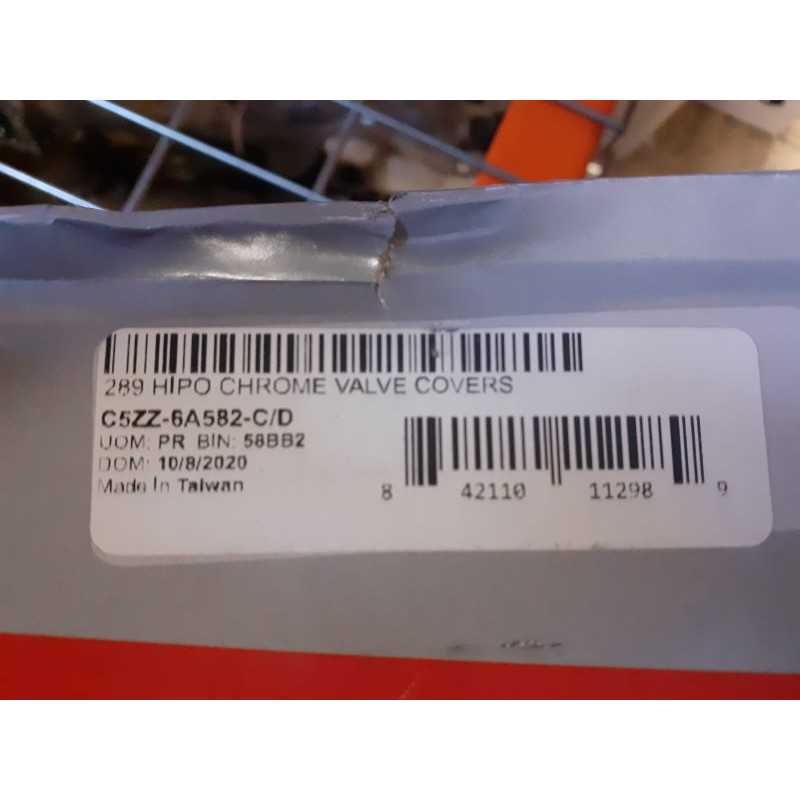 289 HIPO CHROME VALVE COVERS
C5ZZ-6A582-C/D
UOM: PR BIN: 58BB2
DOM: 10/8/2020
Made In Taiwan
8 42110 11298 9